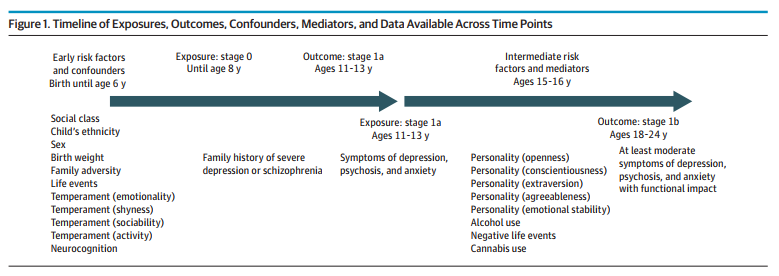 Figure 1. Timeline of Exposures, Outcomes, Confounders, Mediators, and Data Available Across Time Points
Early risk factors
and confounders
Birth until age 6 y
Exposure: stage 0
Until age 8 y
Outcome: stage 1a
Ages 11-13 y
Intermediate risk
factors and mediators
Ages 15-16 y
Exposure: stage 1a
Ages 11-13 y
Outcome: stage 1b
Ages 18-24 y
Social class
Child's ethnicity
Sex
Birth weight
Family adversity
Life events
Temperament (emotionality)
Temperament (shyness)
Temperament (sociability)
Temperament (activity)
Neurocognition
Family history of severe
depression or schizophrenia
Symptoms of depression,
psychosis, and anxiety
Personality (openness)
Personality (conscientiousness)
Personality (extraversion)
Personality (agreeableness)
Personality (emotional stability)
Alcohol use
Negative life events
Cannabis use
At least moderate
symptoms of depression,
psychosis, and anxiety
with functional impact